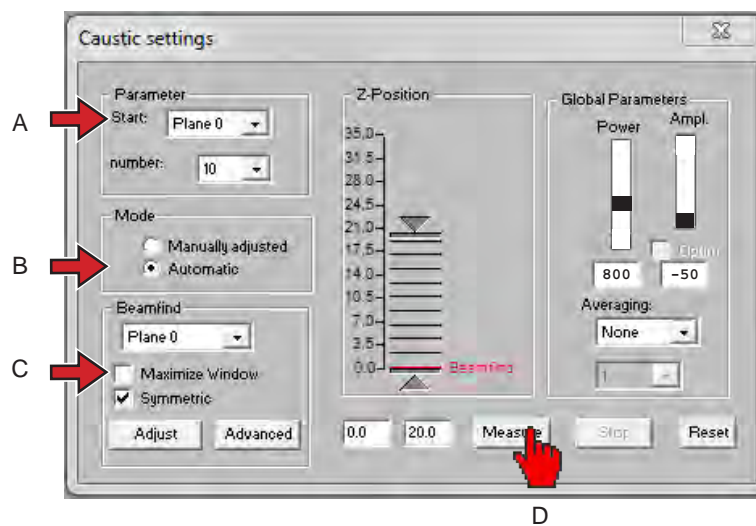 Caustic settings
Parameter
Start:
Plane 0
number:
10
Mode
Manually adjusted
Automatic
Beamfind
Plane 0
Maximize Window
Symmetric
Adjust
Advanced
Z-Position
35,0
31.5
28.0
24,5
21,0
17,5
14.0
10.5
7,0
2.5
0.0
Beamfind
0.0
20.0
Measure
Stop
Reset
Global Parameters
Power
Ampl.
Optim
800
-50
Averaging:
None
1
A
B
C
D